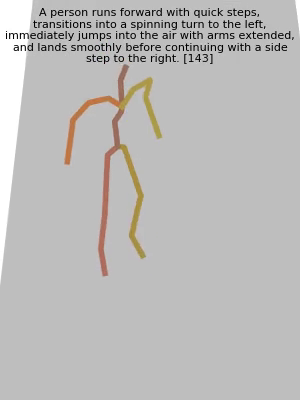 A person runs forward with quick steps,
transitions into a spinning turn to the left,
immediately jumps into the air with arms extended,
and lands smoothly before continuing with a side
step to the right. [143]